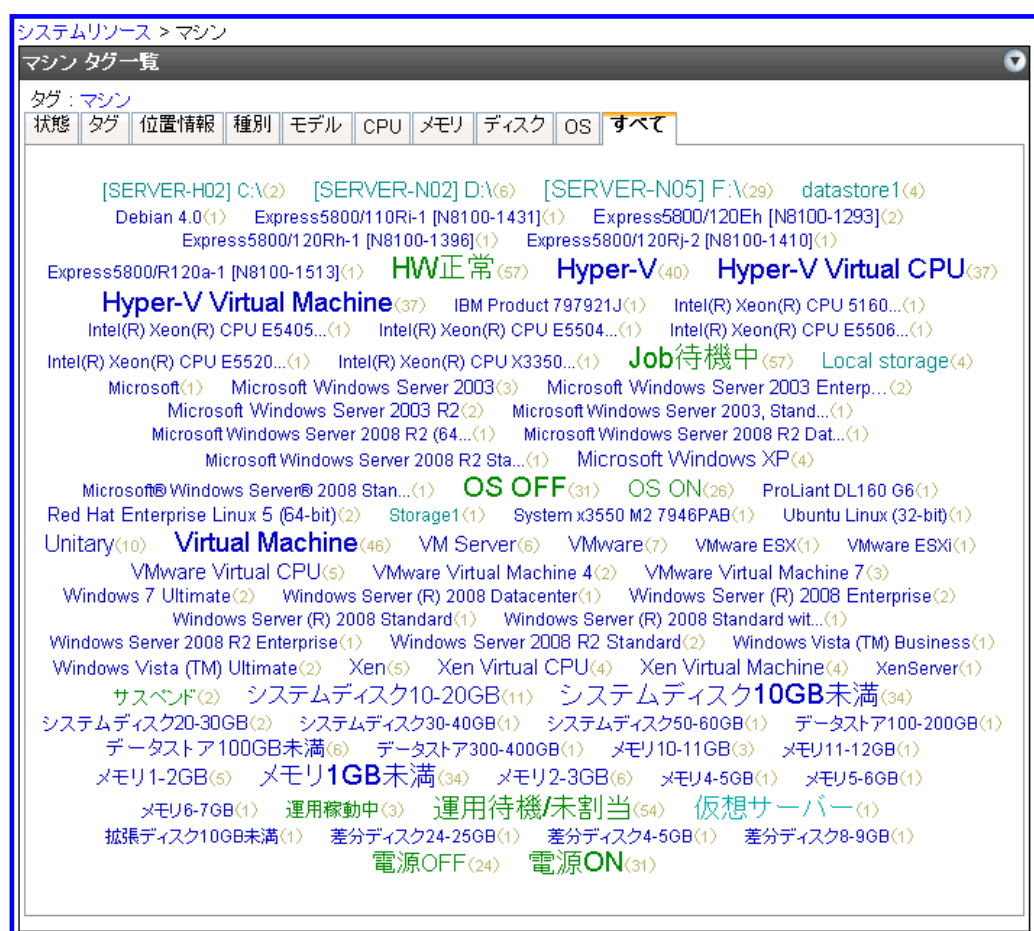 システムリソース > マシン
マシン タグ一覧
タグ : マシン
状態 タグ 位置情報 種別 モデル CPU メモリ ディスク OS すべて
[SERVER-H02] C:\(2) [SERVER-N02] D:\(6) [SERVER-N05] F:\(29) datastore1(4)
Debian 4.0(1) Express5800/110Ri-1 [N8100-1431](1) Express5800/120Eh [N8100-1293](2)
Express5800/120Rh-1 [N8100-1396](1) Express5800/120Rj-2 [N8100-1410](1)
Express5800/R120a-1 [N8100-1513](1) HW正常(57) Hyper-V(40) Hyper-V Virtual CPU(37)
Hyper-V Virtual Machine(37) IBM Product 797921J(1) Intel(R) Xeon(R) CPU 5160...(1)
Intel(R) Xeon(R) CPU E5405...(1) Intel(R) Xeon(R) CPU E5504...(1) Intel(R) Xeon(R) CPU E5506...(1)
Intel(R) Xeon(R) CPU E5520...(1) Intel(R) Xeon(R) CPU X3350...(1) Job待機中(57) Local storage(4)
Microsoft(1) Microsoft Windows Server 2003(3) Microsoft Windows Server 2003 Enterp...(2)
Microsoft Windows Server 2003 R2(2) Microsoft Windows Server 2003, Stand...(1)
Microsoft Windows Server 2008 R2 (64...(1) Microsoft Windows Server 2008 R2 Dat...(1)
Microsoft Windows Server 2008 R2 Sta...(1) Microsoft Windows XP(4)
Microsoft® Windows Server® 2008 Stan...(1) OS OFF(31) OS ON(26) ProLiant DL160 G6(1)
Red Hat Enterprise Linux 5 (64-bit)(2) Storage1(1) System x3550 M2 7946PAB(1) Ubuntu Linux (32-bit)(1)
Unitary(10) Virtual Machine(46) VM Server(6) VMware(7) VMware ESX(1) VMware ESXi(1)
VMware Virtual CPU(5) VMware Virtual Machine 4(2) VMware Virtual Machine 7(3)
Windows 7 Ultimate(2) Windows Server (R) 2008 Datacenter(1) Windows Server (R) 2008 Enterprise(2)
Windows Server (R) 2008 Standard(1) Windows Server (R) 2008 Standard wit...(1)
Windows Server 2008 R2 Enterprise(1) Windows Server 2008 R2 Standard(2) Windows Vista (TM) Business(1)
Windows Vista (TM) Ultimate(2) Xen(5) Xen Virtual CPU(4) Xen Virtual Machine(4) XenServer(1)
サスペンド(2) システムディスク10-20GB(11) システムディスク10GB未満(34)
システムディスク20-30GB(2) システムディスク30-40GB(1) システムディスク50-60GB(1) データストア100-200GB(1)
データストア100GB未満(6) データストア300-400GB(1) メモリ10-11GB(3) メモリ11-12GB(1)
メモリ1-2GB(5) メモリ1GB未満(34) メモリ2-3GB(6) メモリ4-5GB(1) メモリ5-6GB(1)
メモリ6-7GB(1) 運用稼動中(3) 運用待機/未割当(54) 仮想サーバー(1)
拡張ディスク10GB未満(1) 差分ディスク24-25GB(1) 差分ディスク4-5GB(1) 差分ディスク8-9GB(1)
電源OFF(24) 電源ON(31)